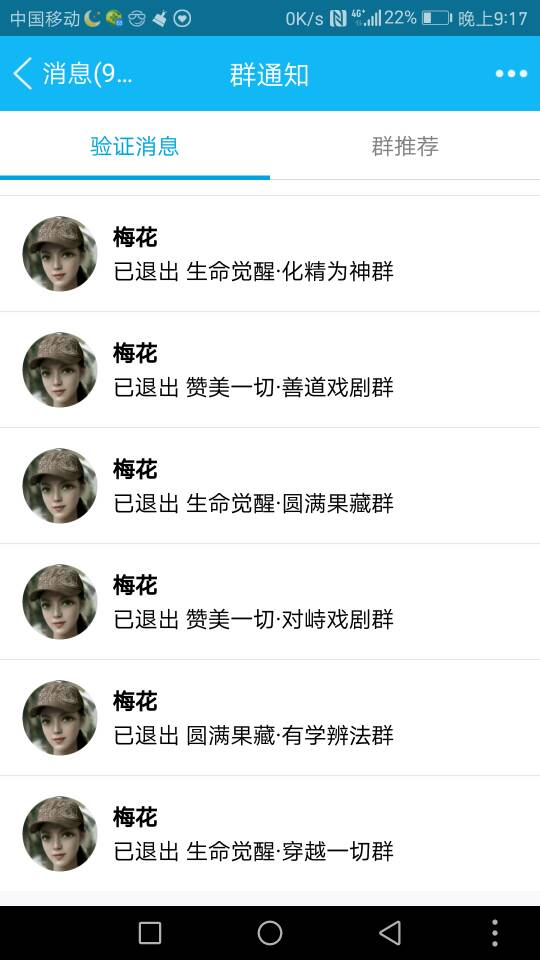 中国移动 0K/s 4G+ 22% 晚上9:17
消息(9... 群通知
验证消息 群推荐
梅花
已退出 生命觉醒·化精为神群
梅花
已退出 赞美一切·善道戏剧群
梅花
已退出 生命觉醒·圆满果藏群
梅花
已退出 赞美一切·对峙戏剧群
梅花
已退出 圆满果藏·有学辨法群
梅花
已退出 生命觉醒·穿越一切群